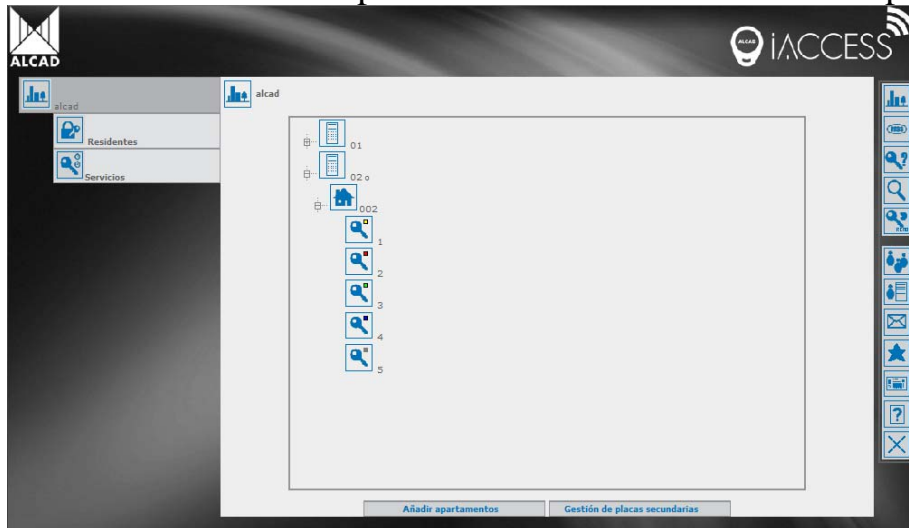 ALCAD
ALCAD
iACCESS
alcad
Residentes
Servicios
alcad
01
02 o
002
1
2
3
4
5
Añadir apartamentos
Gestión de placas secundarias